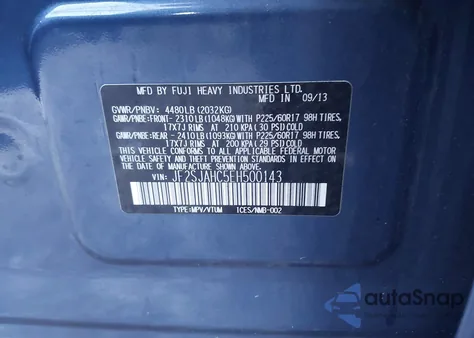 MFD BY FUJI HEAVY INDUSTRIES LTD.
MFD IN 09/13
GVWR/PNBV: 4480LB (2032KG)
GAWR/PNBE:FRONT- 2310LB (1048KG) WITH P225/60R17 98H TIRES,
17X7J RIMS, AT 210 KPA (30 PSI) COLD
GAWR/PNBE:REAR - 2410LB (1093KG) WITH P225/60R17 98H TIRES,
17X7J RIMS, AT 200 KPA (29 PSI) COLD
THIS VEHICLE CONFORMS TO ALL APPLICABLE
FEDERAL MOTOR VEHICLE SAFETY, BUMPER AND
THEFT PREVENTION STANDARDS IN EFFECT ON THE DATE
OF MANUFACTURE SHOWN ABOVE.
VIN: JF2SJAHC5EH500143
TYPE:MPV/VTUM ICES/NMB-002
autoSnap